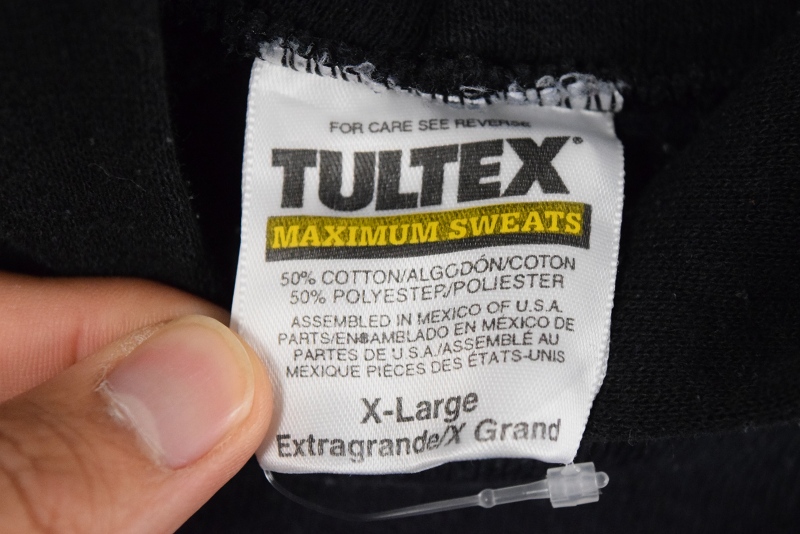 FOR CARE SEE REVERSE
TULTEX®
MAXIMUM SWEATS
50% COTTON/ALGODÓN/COTON
50% POLYESTER/POLIESTER
ASSEMBLED IN MEXICO OF U.S.A.
PARTS/ENSAMBLADO EN MÉXICO DE
PARTES DE U.S.A./ASSEMBLÉ AU
MEXIQUE PIÈCES DES ÉTATS-UNIS
X-Large
Extragrande/X Grand